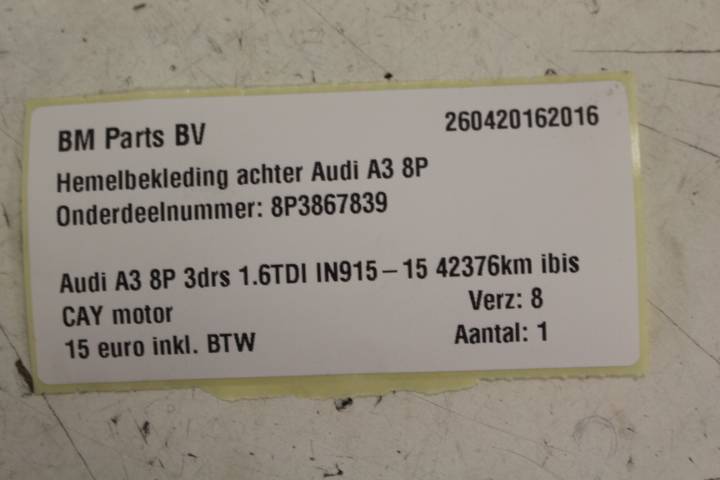 BM Parts BV 260420162016
Hemelbekleding achter Audi A3 8P
Onderdeelnummer: 8P3867839
Audi A3 8P 3drs 1.6TDI IN915-15 42376km ibis
CAY motor Verz: 8
15 euro inkl. BTW Aantal: 1